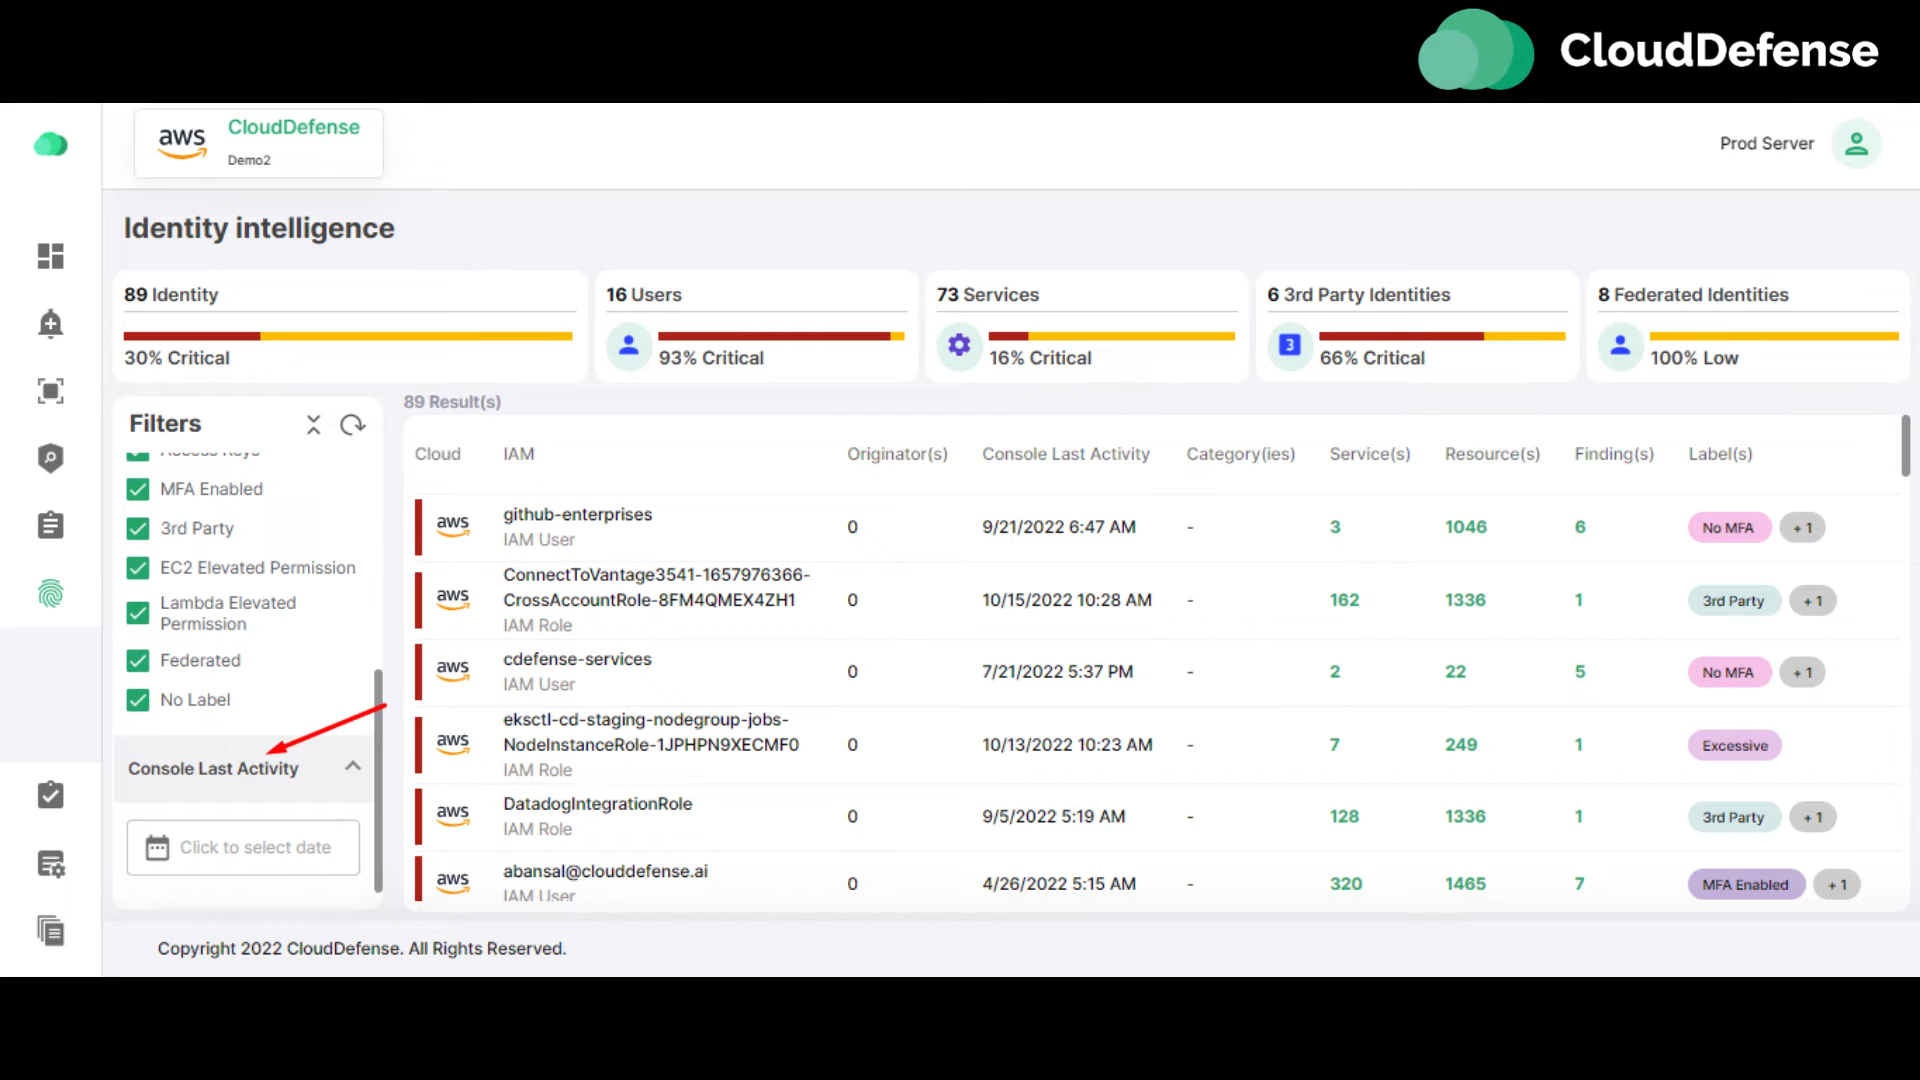 CloudDefense
aws
CloudDefense
Demo2
Prod Server
Identity intelligence
89 Identity
30% Critical
16 Users
93% Critical
73 Services
16% Critical
6 3rd Party Identities
3
66% Critical
8 Federated Identities
100% Low
Filters
Access Keys
MFA Enabled
3rd Party
EC2 Elevated Permission
Lambda Elevated
Permission
Federated
No Label
Console Last Activity
Click to select date
89 Result(s)
Cloud IAM Originator(s) Console Last Activity Category(ies) Service(s) Resource(s) Finding(s) Label(s)
github-enterprises
aws 0 9/21/2022 6:47 AM - 3 1046 6 No MFA + 1
IAM User
ConnectToVantage3541-1657976366-
aws CrossAccountRole-8FM4QMEX4ZH1 0 10/15/2022 10:28 AM - 162 1336 1 3rd Party + 1
IAM Role
cdefense-services
aws 0 7/21/2022 5:37 PM - 2 22 5 No MFA + 1
IAM User
eksctl-cd-staging-nodegroup-jobs-
aws NodeInstanceRole-1JPHPN9XECMF0 0 10/13/2022 10:23 AM - 7 249 1 Excessive
IAM Role
DatadogIntegrationRole
aws 0 9/5/2022 5:19 AM - 128 1336 1 3rd Party + 1
IAM Role
abansal@clouddefense.ai
aws 0 4/26/2022 5:15 AM - 320 1465 7 MFA Enabled + 1
IAM User
Copyright 2022 CloudDefense. All Rights Reserved.